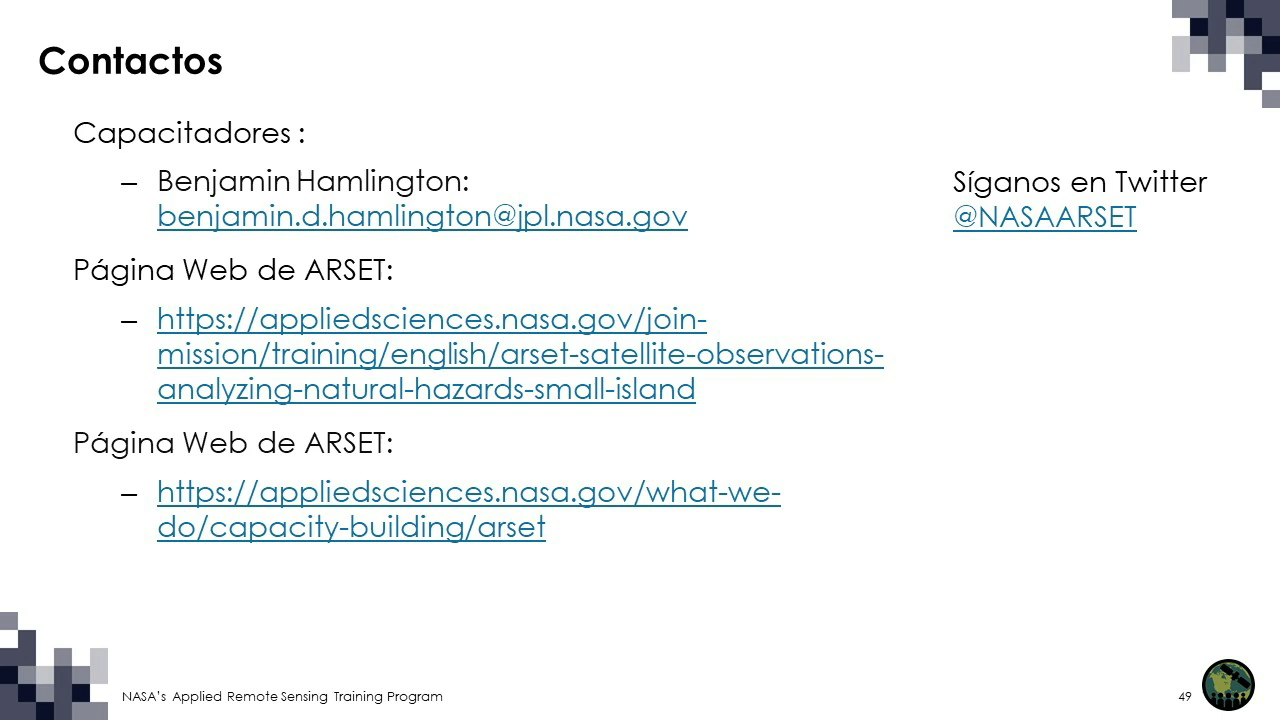 Contactos
Capacitadores :
– Benjamin Hamlington:
benjamin.d.hamlington@jpl.nasa.gov
Síganos en Twitter
@NASAARSET
Página Web de ARSET:
– https://appliedsciences.nasa.gov/join-
mission/training/english/arset-satellite-observations-
analyzing-natural-hazards-small-island
Página Web de ARSET:
– https://appliedsciences.nasa.gov/what-we-
do/capacity-building/arset
NASA's Applied Remote Sensing Training Program
49